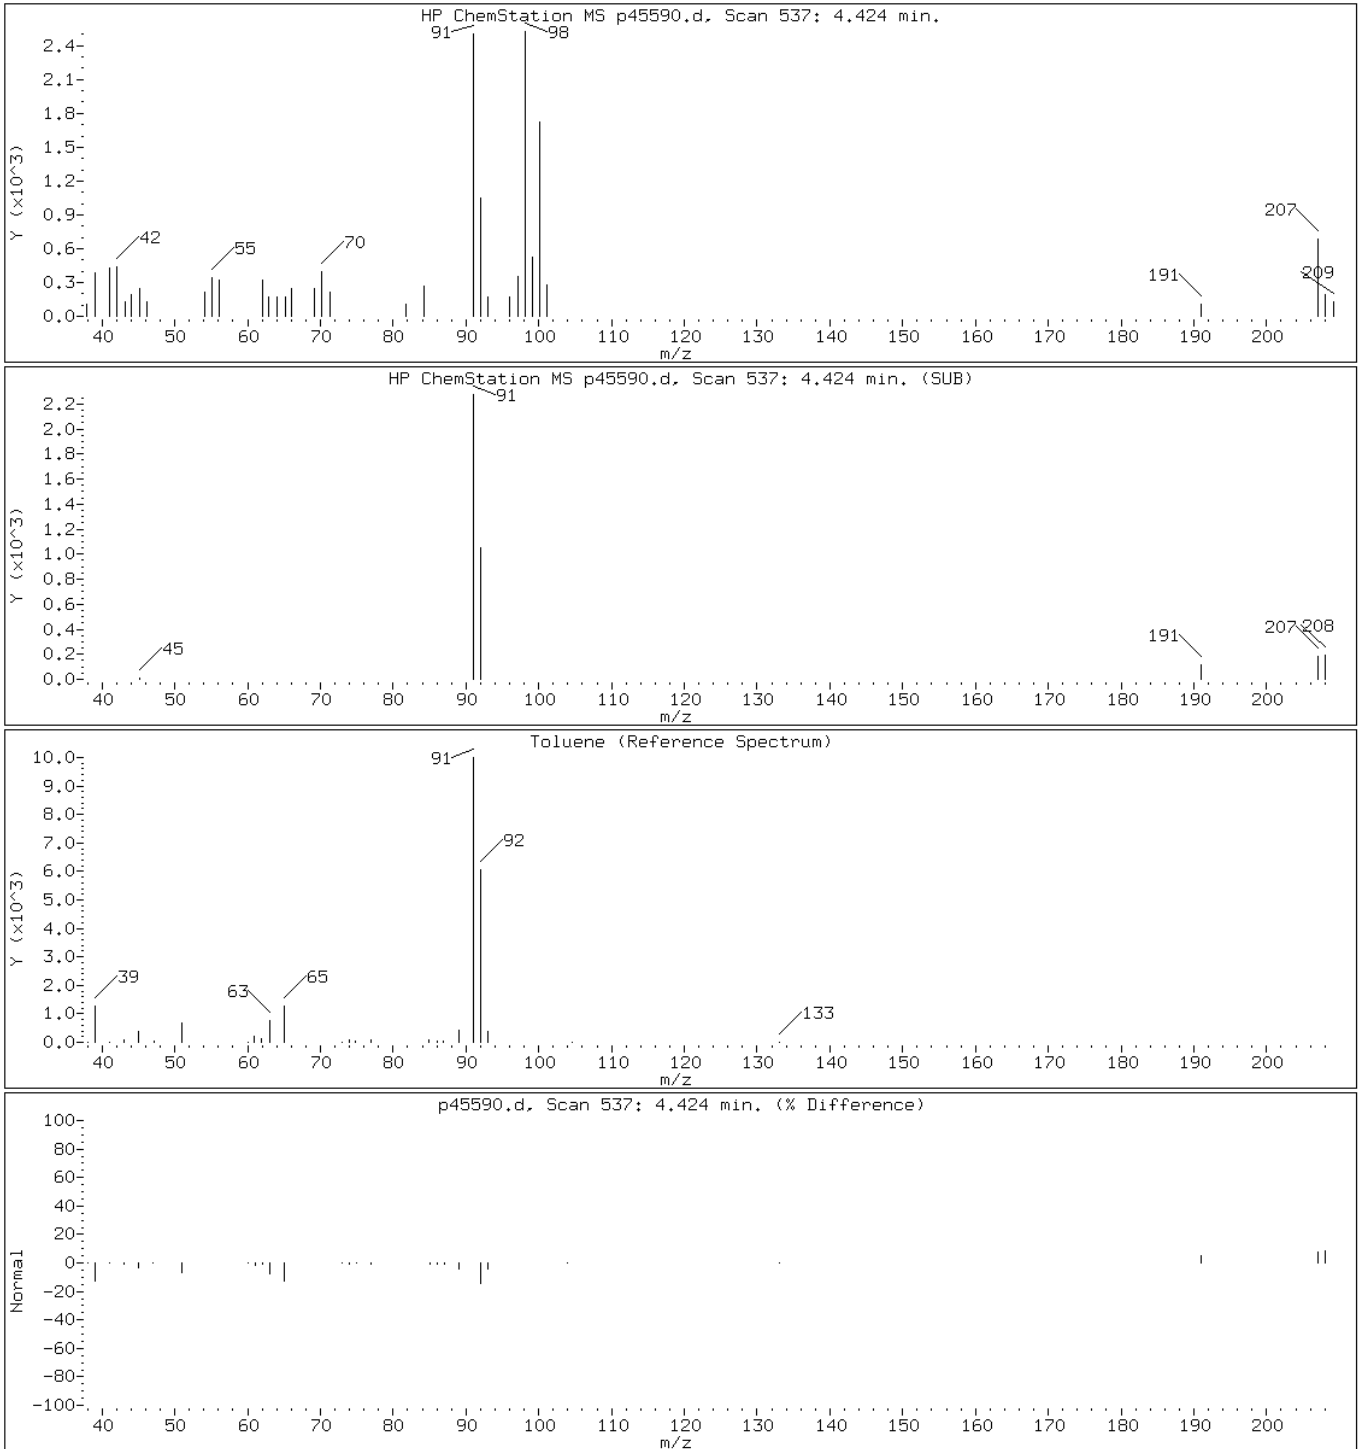 HP ChemStation MS p45590.d, Scan 537: 4.424 min.
91 98
2.4
2.1
1.8
1.5
1.2
0.9
0.6
0.3
0.0
Y (x10^3)
42 55 70 191 207 209
40 50 60 70 80 90 100 110 120 130 140 150 160 170 180 190 200
m/z
HP ChemStation MS p45590.d, Scan 537: 4.424 min. (SUB)
91
2.2
2.0
1.8
1.6
1.4
1.2
1.0
0.8
0.6
0.4
0.2
0.0
Y (x10^3)
45 191 207 208
40 50 60 70 80 90 100 110 120 130 140 150 160 170 180 190 200
m/z
Toluene (Reference Spectrum)
91
92
10.0
9.0
8.0
7.0
6.0
5.0
4.0
3.0
2.0
1.0
0.0
Y (x10^3)
39 63 65 133
40 50 60 70 80 90 100 110 120 130 140 150 160 170 180 190 200
m/z
p45590.d, Scan 537: 4.424 min. (% Difference)
100
80
60
40
20
0
-20
-40
-60
-80
-100
Normal
40 50 60 70 80 90 100 110 120 130 140 150 160 170 180 190 200
m/z